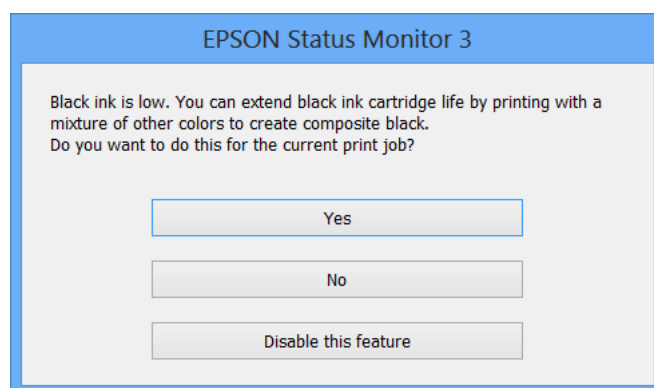 EPSON Status Monitor 3
Black ink is low. You can extend black ink cartridge life by printing with a
mixture of other colors to create composite black.
Do you want to do this for the current print job?
Yes
No
Disable this feature